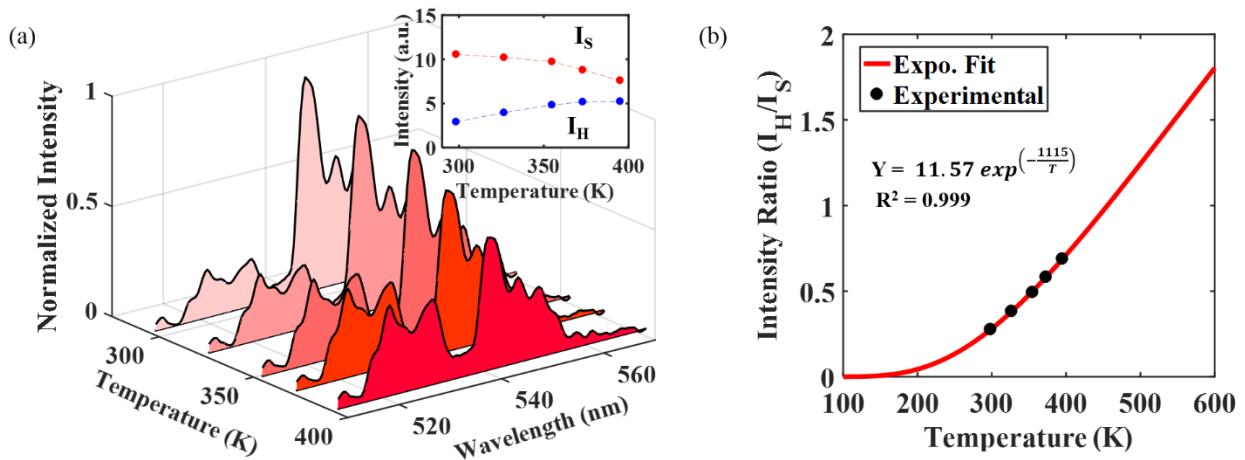 (a)
1
0.5
0
Normalized Intensity
300
350
400
Temperature (K)
520
540
560
Wavelength (nm)
15
10
5
0
Intensity (a.u.)
I_S
I_H
300
350
400
Temperature (K)
(b)
2
1.5
1
0.5
0
Intensity Ratio (I_H/I_S)
Expo. Fit
Experimental
Y = 11.57 exp^(−1115/T)
R² = 0.999
100
200
300
400
500
600
Temperature (K)